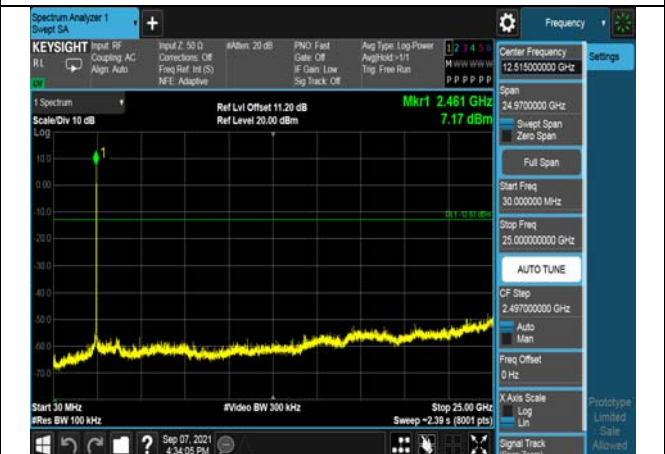 Spectrum Analyzer 1
Swept SA
+
Frequency
KEYSIGHT
Input: RF
Input Z: 50 Ω
#Atten: 20 dB
PNO: Fast
Avg Type: Log-Power
1 2 3 4 5 6
RL
Coupling: AC
Corrections: Off
Gate: Off
Avg|Hold:>1/1
M W W W W W
Align: Auto
Freq Ref: Int (S)
IF Gain: Low
Trig: Free Run
NFE: Adaptive
Sig Track: Off
P P P P P P
1 Spectrum
Ref Lvl Offset 11.20 dB
Mkr1 2.461 GHz
Scale/Div 10 dB
Ref Level 20.00 dBm
7.17 dBm
Log
1
10.0
0.00
-10.0
-20.0
-30.0
-40.0
-50.0
-60.0
-70.0
Start 30 MHz
#Video BW 300 kHz
Stop 25.00 GHz
#Res BW 100 kHz
Sweep ~2.39 s (8001 pts)
?
Sep 07, 2021
4:34:05 PM
Center Frequency
12.515000000 GHz
Settings
Span
24.9700000 GHz
Swept Span
Zero Span
Full Span
Start Freq
30.000000 MHz
Stop Freq
25.000000000 GHz
AUTO TUNE
CF Step
2.497000000 GHz
Auto
Man
Freq Offset
0 Hz
X Axis Scale
Log
Lin
Signal Track
Prototype
Limited
Sale
Allowed